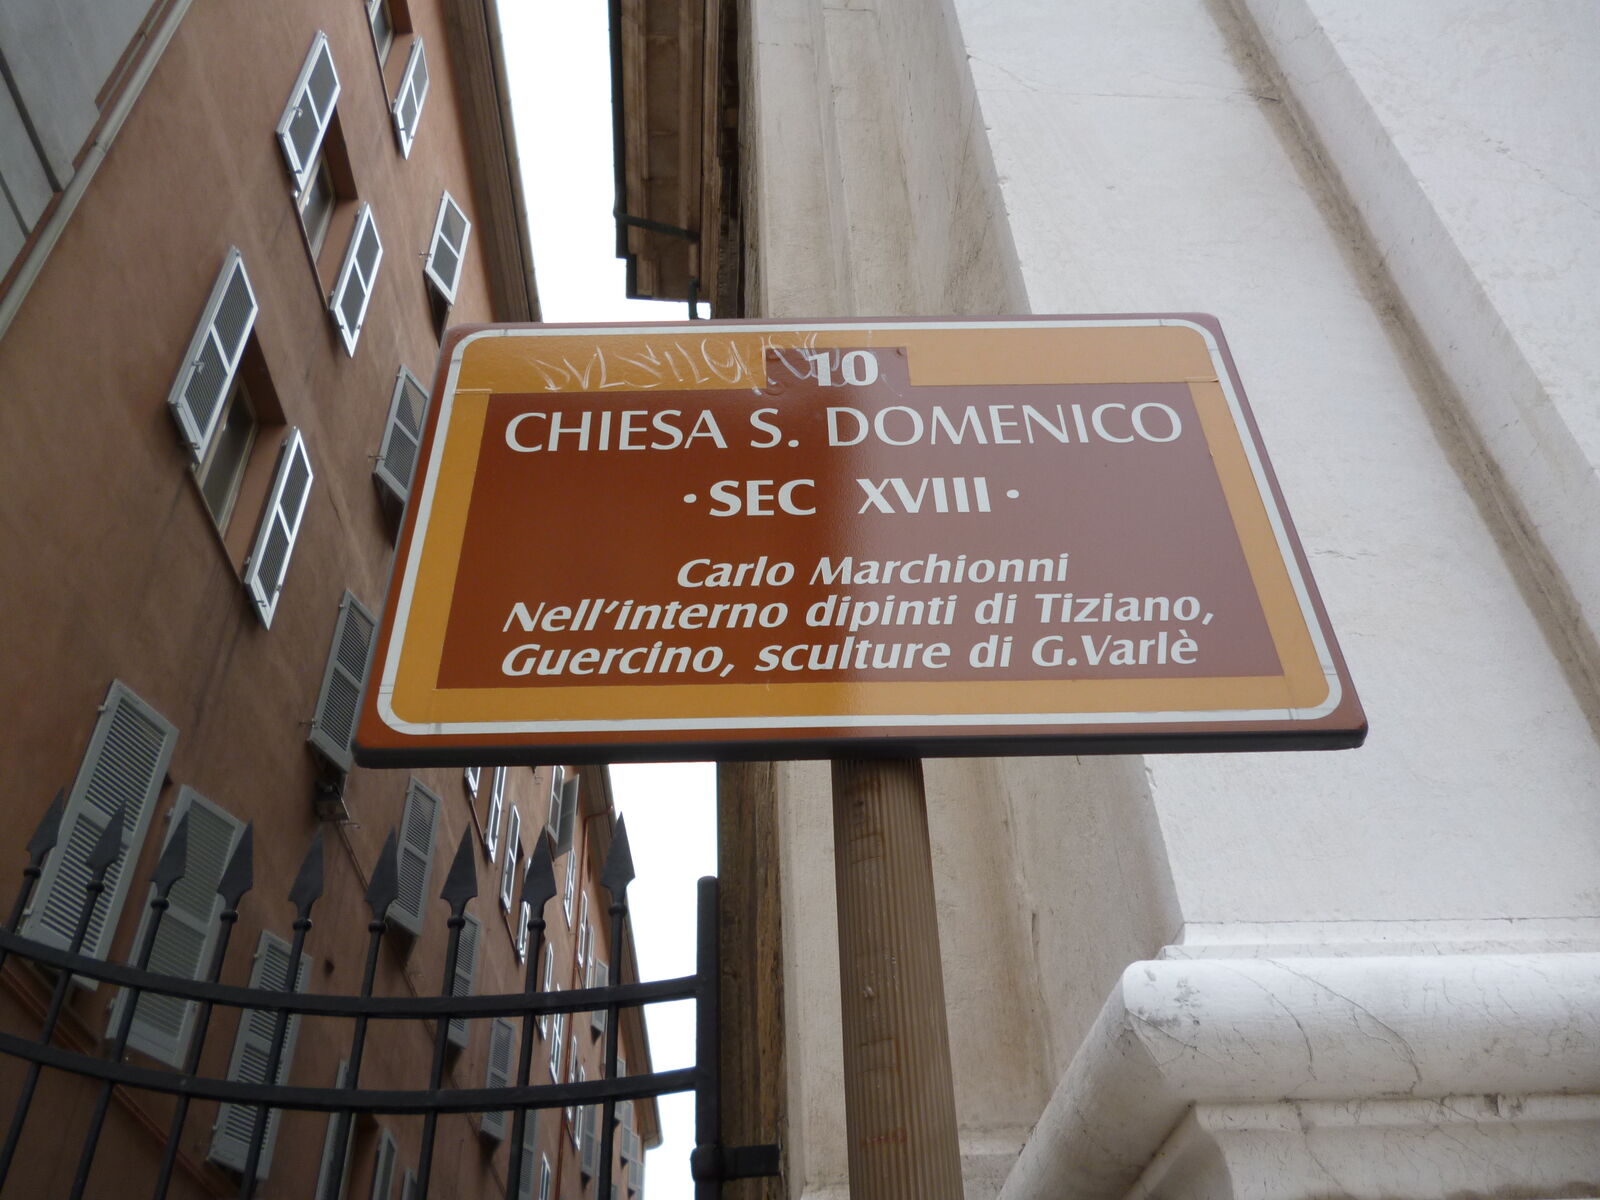 10
CHIESA S. DOMENICO
• SEC XVIII •
Carlo Marchionni
Nell'interno dipinti di Tiziano,
Guercino, sculture di G.Varlè